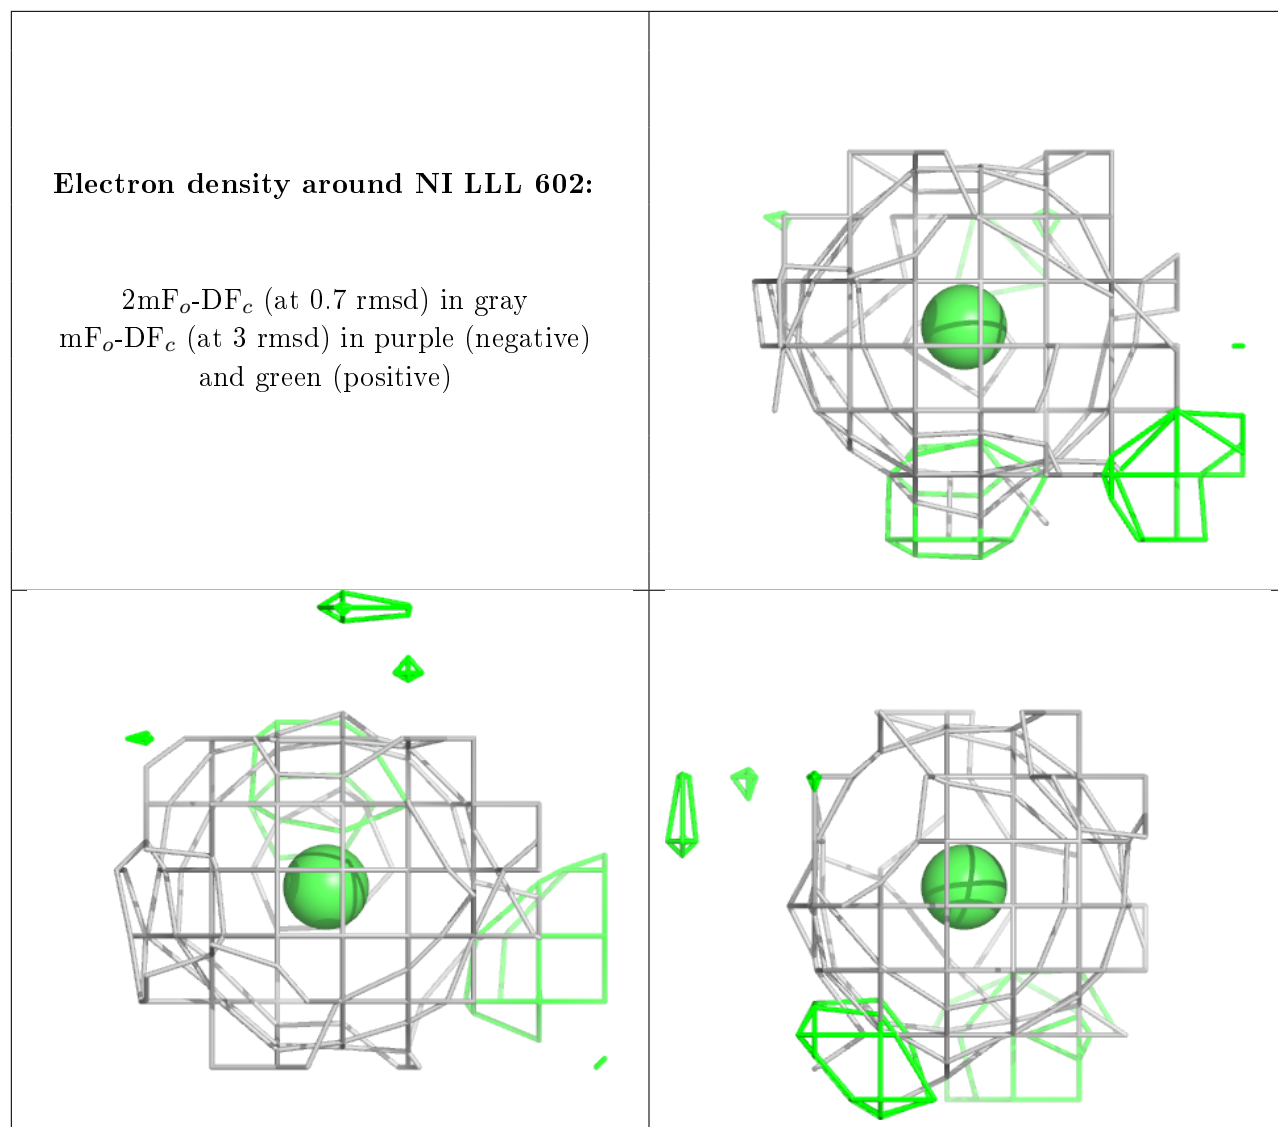 Electron density around NI LLL 602:
2mFo-DFc (at 0.7 rmsd) in gray
mFo-DFc (at 3 rmsd) in purple (negative)
and green (positive)